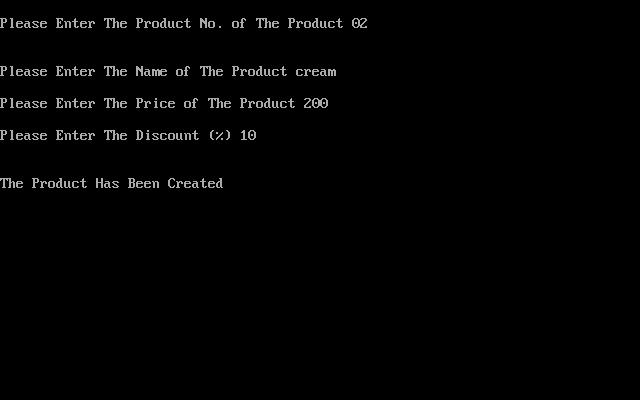 Please Enter The Product No. of The Product 02
Please Enter The Name of The Product cream
Please Enter The Price of The Product 200
Please Enter The Discount (%) 10
The Product Has Been Created